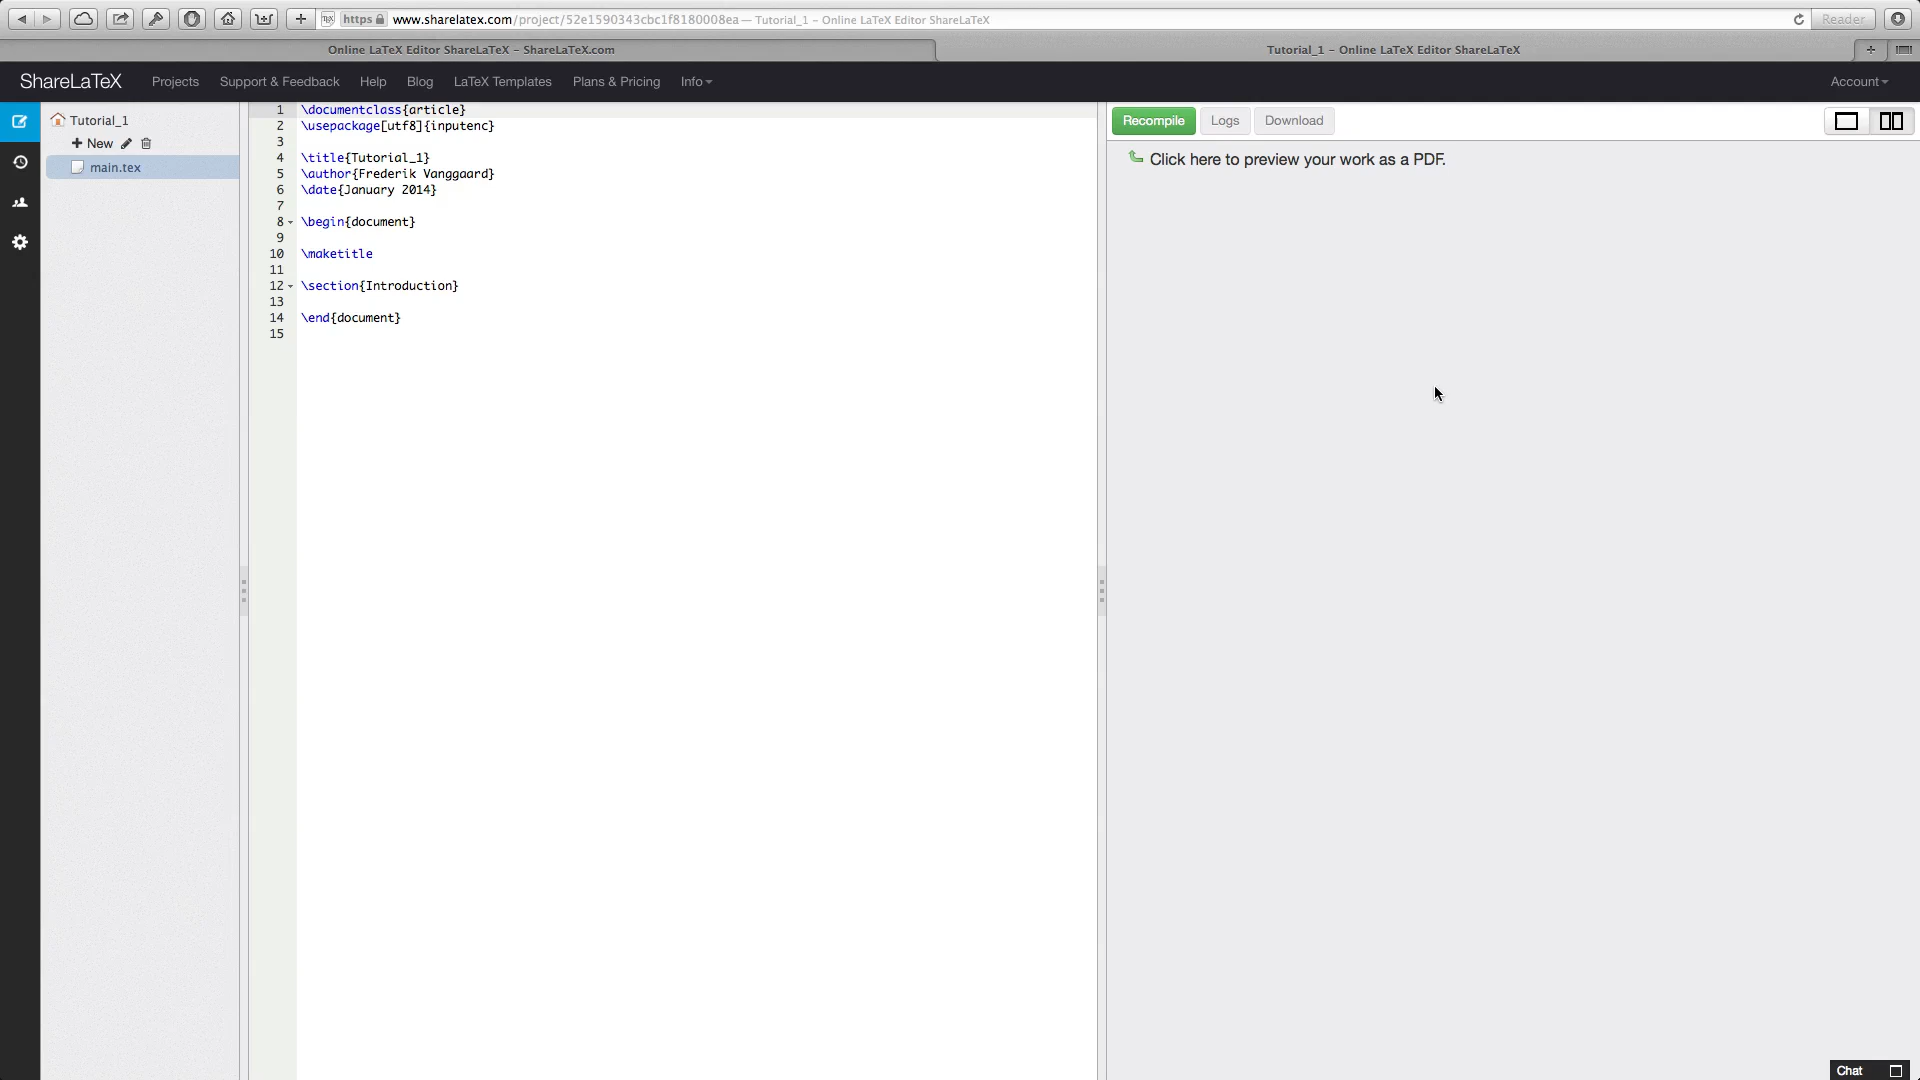 https www.sharelatex.com/project/52e1590343cbc1f8180008ea — Tutorial_1 – Online LaTeX Editor ShareLaTeX Reader
Online LaTeX Editor ShareLaTeX – ShareLaTeX.com Tutorial_1 – Online LaTeX Editor ShareLaTeX
ShareLaTeX Projects Support & Feedback Help Blog LaTeX Templates Plans & Pricing Info Account
Tutorial_1
New
main.tex
1 \documentclass{article}
2 \usepackage[utf8]{inputenc}
3
4 \title{Tutorial_1}
5 \author{Frederik Vanggaard}
6 \date{January 2014}
7
8 \begin{document}
9
10 \maketitle
11
12 \section{Introduction}
13
14 \end{document}
15
Recompile Logs Download
Click here to preview your work as a PDF.
Chat